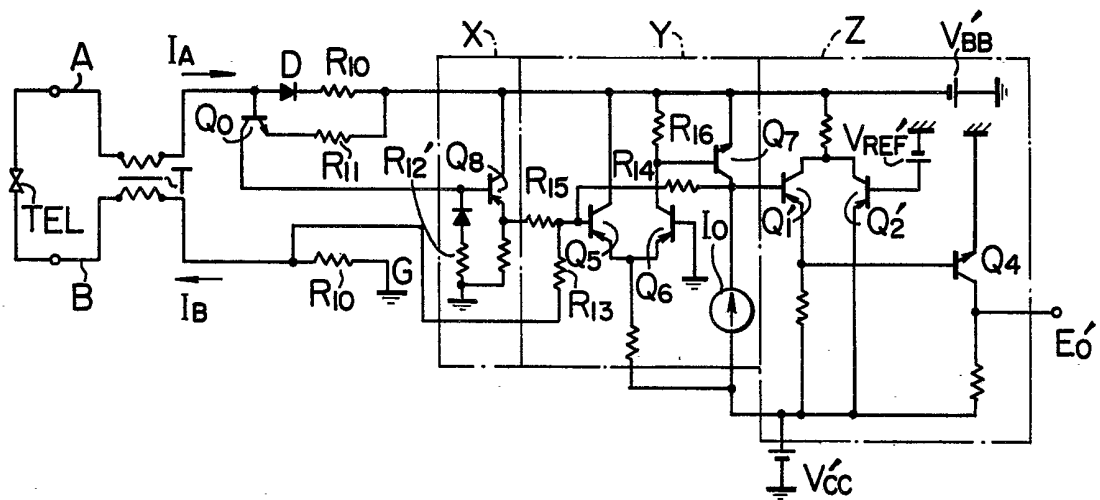 X Y Z V'BB
A IA D R10
Q0 R11 R12' Q8 R15 R14 R16 Q7 VREF'
TEL T Q5 Q6 I0 Q1' Q2' Q4
B IB R10 G R13 E0'
V'CC